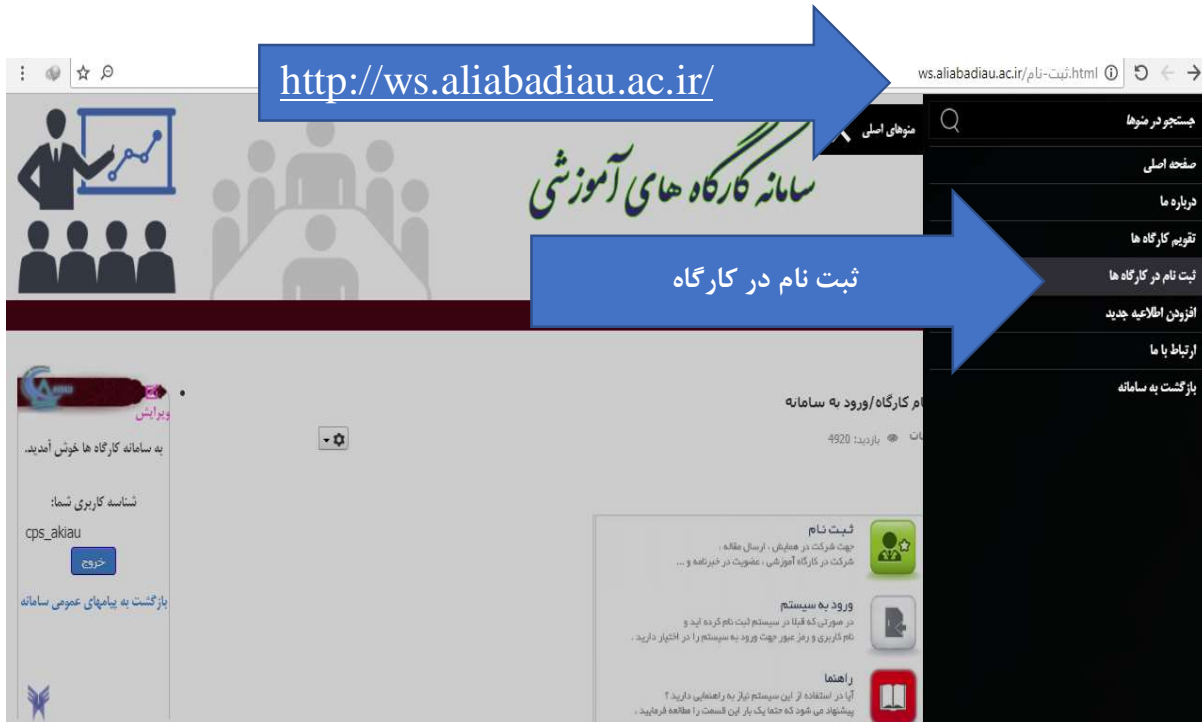 http://ws.aliabadiau.ac.ir/
ws.aliabadiau.ac.ir/ثبت-نام.html
جستجو در منوها
منوهای اصلی
صفحه اصلی
درباره ما
تقویم کارگاه ها
ثبت نام در کارگاه ها
افزودن اطلاعیه جدید
ارتباط با ما
بازگشت به سامانه
سامانه کارگاه های آموزشی
ثبت نام در کارگاه
ام کارگاه/ورود به سامانه
ات بازدید: 4920
ثبت نام
جهت شرکت در همایش ، ارسال مقاله ،
شرکت در کارگاه آموزشی ، عضویت در خبرنامه و ...
ورود به سیستم
در صورتی که قبلا در سیستم ثبت نام کرده اید و
نام کاربری و رمز عبور جهت ورود به سیستم را در اختیار دارید .
راهنما
آیا در استفاده از این سیستم نیاز به راهنمایی دارید ؟
پیشنهاد می شود که حتما یک بار این قسمت را مطالعه فرمایید .
ویرایش
به سامانه کارگاه ها خوش آمدید.
شناسه کاربری شما:
cps_akiau
خروج
بازگشت به پیامهای عمومی سامانه